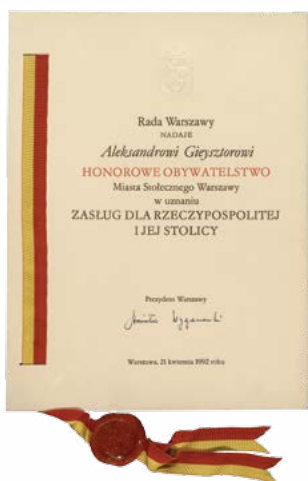 Rada Warszawy
NADAJE
Aleksandrowi Gieysztorowi
HONOROWE OBYWATELSTWO
Miasta Stołecznego Warszawy
w uznaniu
ZASŁUG DLA RZECZYPOSPOLITEJ
I JEJ STOLICY
Prezydent Warszawy
Warszawa, 21 kwietnia 1992 roku